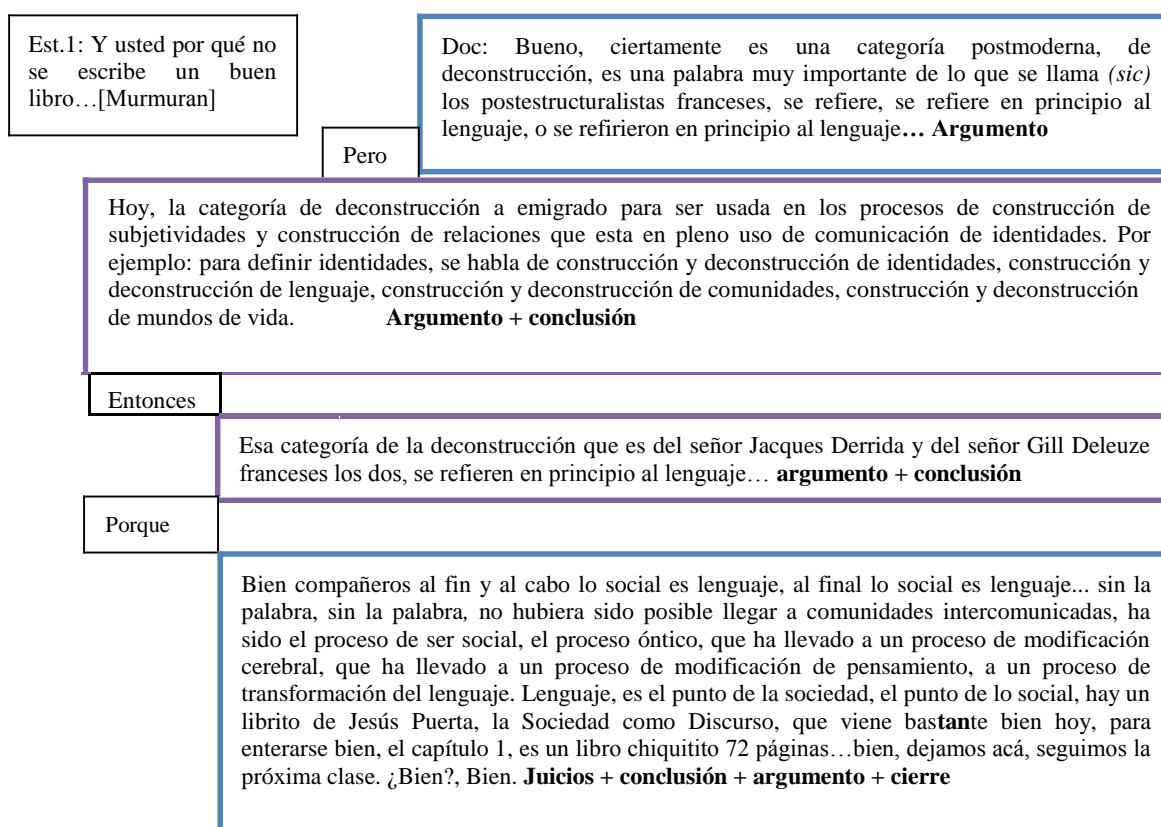 Est.1: Y usted por qué no
se escribe un buen
libro…[Murmuran]
Doc: Bueno, ciertamente es una categoría postmoderna, de
deconstrucción, es una palabra muy importante de lo que se llama (sic)
los postestructuralistas franceses, se refiere, se refiere en principio al
lenguaje, o se refirieron en principio al lenguaje… Argumento
Pero
Hoy, la categoría de deconstrucción a emigrado para ser usada en los procesos de construcción de
subjetividades y construcción de relaciones que esta en pleno uso de comunicación de identidades. Por
ejemplo: para definir identidades, se habla de construcción y deconstrucción de identidades, construcción y
deconstrucción de lenguaje, construcción y deconstrucción de comunidades, construcción y deconstrucción
de mundos de vida. Argumento + conclusión
Entonces
Esa categoría de la deconstrucción que es del señor Jacques Derrida y del señor Gill Deleuze
franceses los dos, se refieren en principio al lenguaje… argumento + conclusión
Porque
Bien compañeros al fin y al cabo lo social es lenguaje, al final lo social es lenguaje... sin la
palabra, sin la palabra, no hubiera sido posible llegar a comunidades intercomunicadas, ha
sido el proceso de ser social, el proceso óntico, que ha llevado a un proceso de modificación
cerebral, que ha llevado a un proceso de modificación de pensamiento, a un proceso de
transformación del lenguaje. Lenguaje, es el punto de la sociedad, el punto de lo social, hay un
librito de Jesús Puerta, la Sociedad como Discurso, que viene bastante bien hoy, para
enterarse bien, el capítulo 1, es un libro chiquitito 72 páginas…bien, dejamos acá, seguimos la
próxima clase. ¿Bien?, Bien. Juicios + conclusión + argumento + cierre